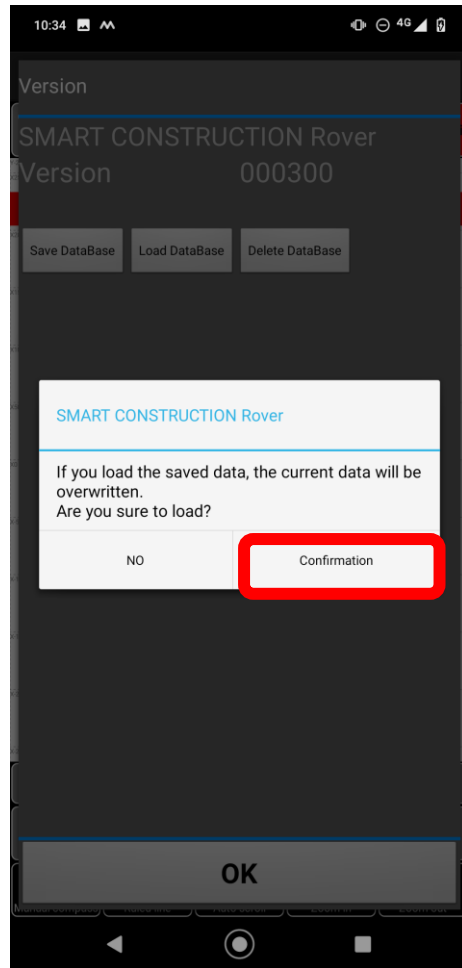 10:34
4G
Version
SMART CONSTRUCTION Rover
Version 000300
Save DataBase Load DataBase Delete DataBase
SMART CONSTRUCTION Rover
If you load the saved data, the current data will be
overwritten.
Are you sure to load?
NO Confirmation
OK